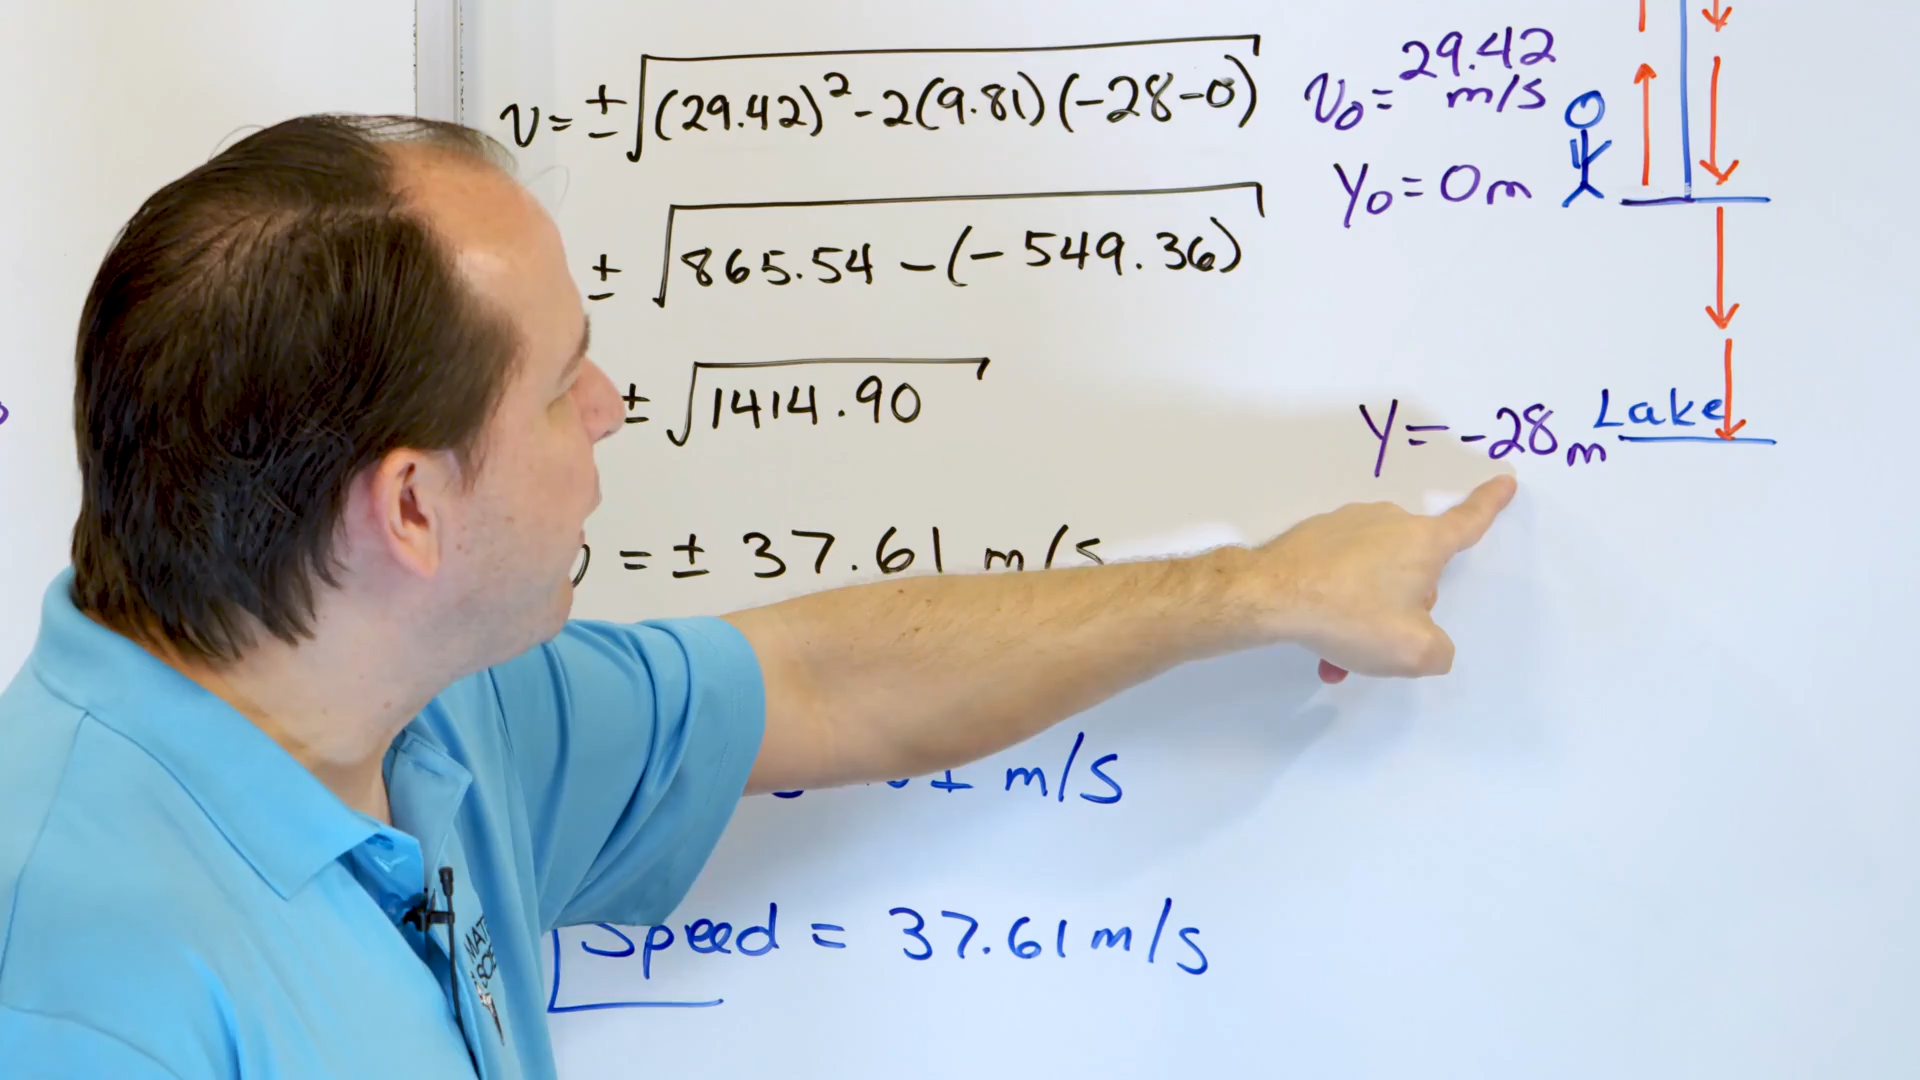 v = ± √(29.42)² - 2(9.81)(-28-0)
v₀ = 29.42 m/s
y₀ = 0m
± √865.54 - (-549.36)
± √1414.90
y = -28m
Lake
= ± 37.61 m/s
m/s
Speed = 37.61 m/s